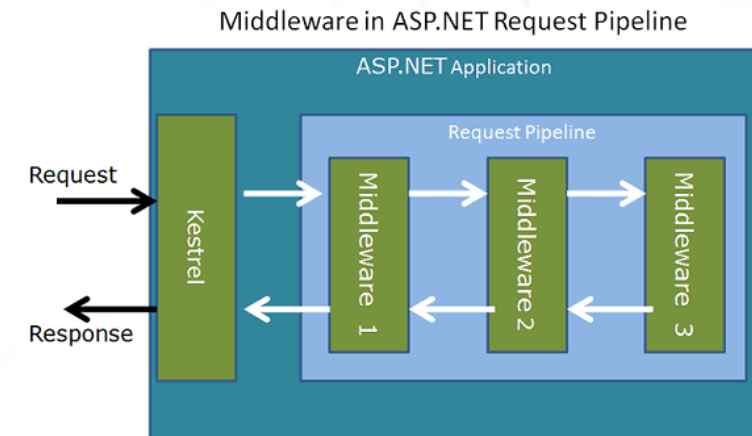 Middleware in ASP.NET Request Pipeline
ASP.NET Application
Request Pipeline
Request
Response
Kestrel
Middleware 1
Middleware 2
Middleware 3